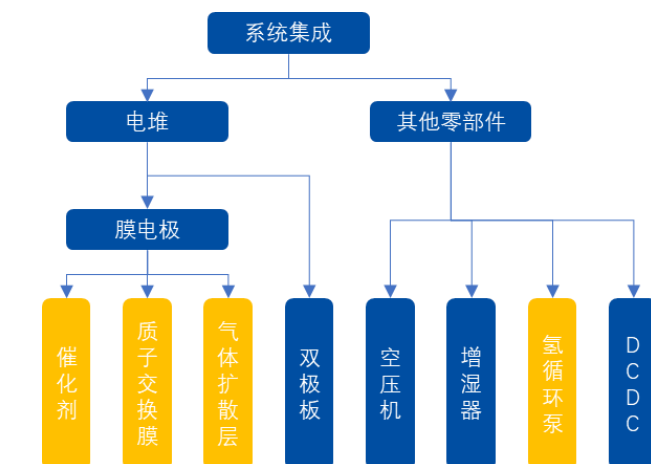 系统集成
电堆
其他零部件
膜电极
催化剂
质子交换膜
气体扩散层
双极板
空压机
增湿器
氢循环泵
DCDC